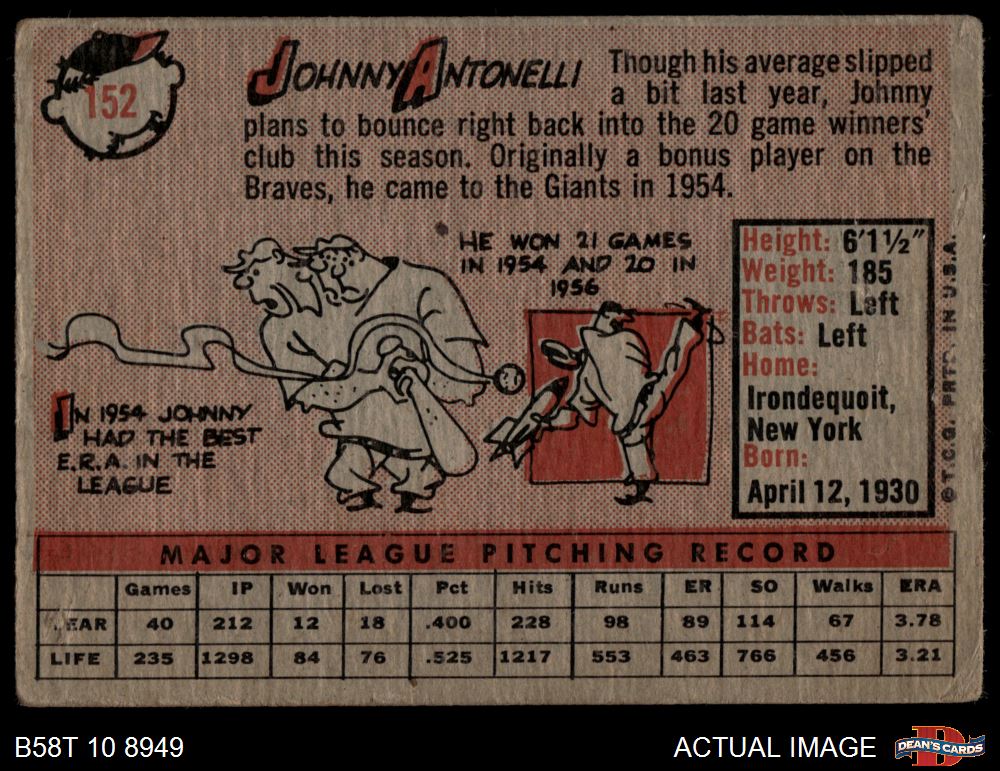 152
JOHNNY ANTONELLI
Though his average slipped
a bit last year, Johnny
plans to bounce right back into the 20 game winners'
club this season. Originally a bonus player on the
Braves, he came to the Giants in 1954.
HE WON 21 GAMES
IN 1954 AND 20 IN
1956
IN 1954 JOHNNY
HAD THE BEST
E.R.A. IN THE
LEAGUE
Height: 6'1½"
Weight: 185
Throws: Left
Bats: Left
Home:
Irondequoit,
New York
Born:
April 12, 1930
© T.C.G. PRTD. IN U.S.A.
MAJOR LEAGUE PITCHING RECORD
Games IP Won Lost Pct Hits Runs ER SO Walks ERA
YEAR 40 212 12 18 .400 228 98 89 114 67 3.78
LIFE 235 1298 84 76 .525 1217 553 463 766 456 3.21
B58T 10 8949
ACTUAL IMAGE
D
DEAN'S CARDS